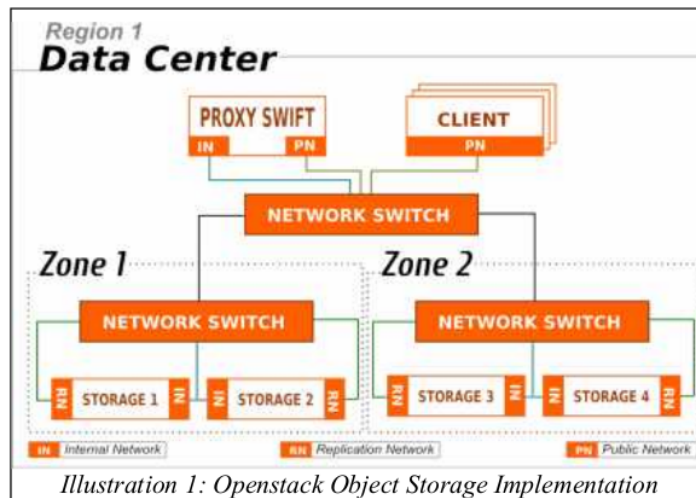 Region 1
Data Center
PROXY SWIFT
IN PN
CLIENT
PN
NETWORK SWITCH
Zone 1
Zone 2
NETWORK SWITCH
NETWORK SWITCH
RN STORAGE 1 IN
IN STORAGE 2 RN
RN STORAGE 3 IN
IN STORAGE 4 RN
IN Internal Network
RN Replication Network
PN Public Network
Illustration 1: Openstack Object Storage Implementation